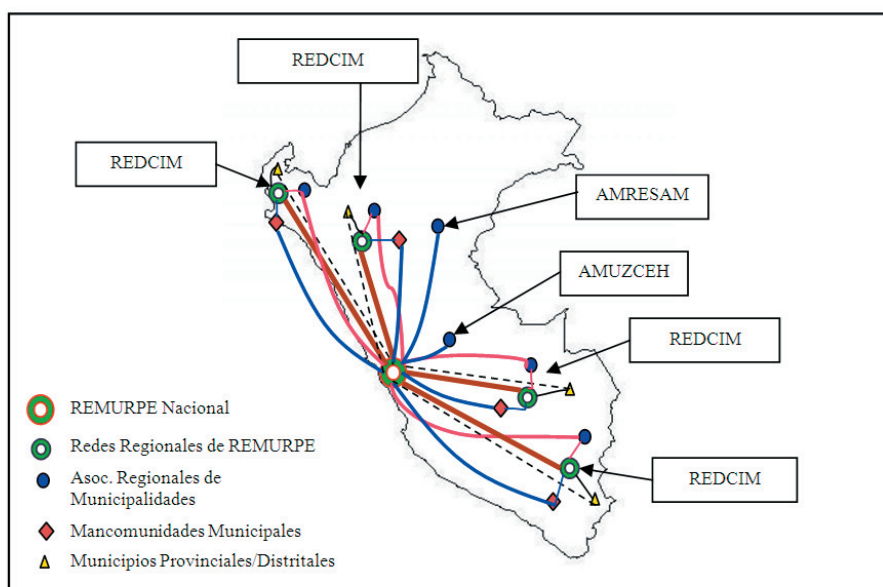 REDCIM
REDCIM
AMRESAM
AMUZCEH
REDCIM
REDCIM
REMURPE Nacional
Redes Regionales de REMURPE
Asoc. Regionales de
Municipalidades
Mancomunidades Municipales
Municipios Provinciales/Distritales